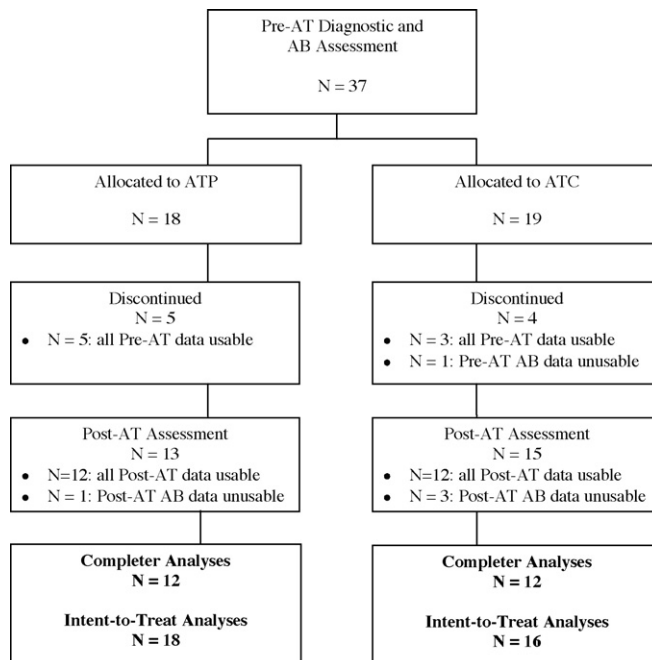 Pre-AT Diagnostic and
AB Assessment
N = 37
Allocated to ATP
N = 18
Allocated to ATC
N = 19
Discontinued
N = 5
• N = 5: all Pre-AT data usable
Discontinued
N = 4
• N = 3: all Pre-AT data usable
• N = 1: Pre-AT AB data unusable
Post-AT Assessment
N = 13
• N=12: all Post-AT data usable
• N = 1: Post-AT AB data unusable
Post-AT Assessment
N = 15
• N=12: all Post-AT data usable
• N = 3: Post-AT AB data unusable
Completer Analyses
N = 12
Intent-to-Treat Analyses
N = 18
Completer Analyses
N = 12
Intent-to-Treat Analyses
N = 16